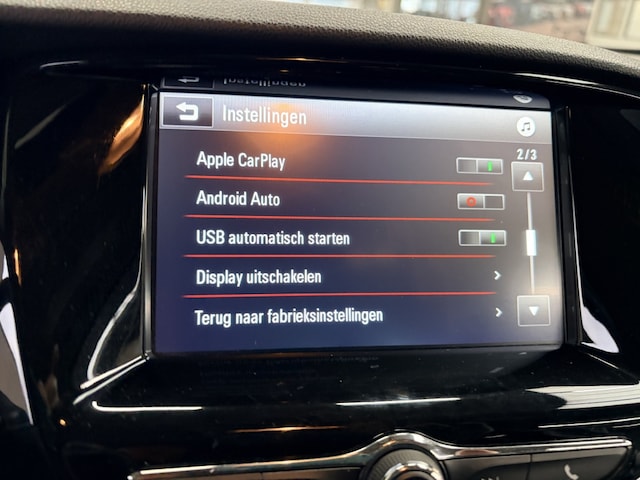 Instellingen
2/3
Apple CarPlay
Android Auto
USB automatisch starten
Display uitschakelen
Terug naar fabrieksinstellingen